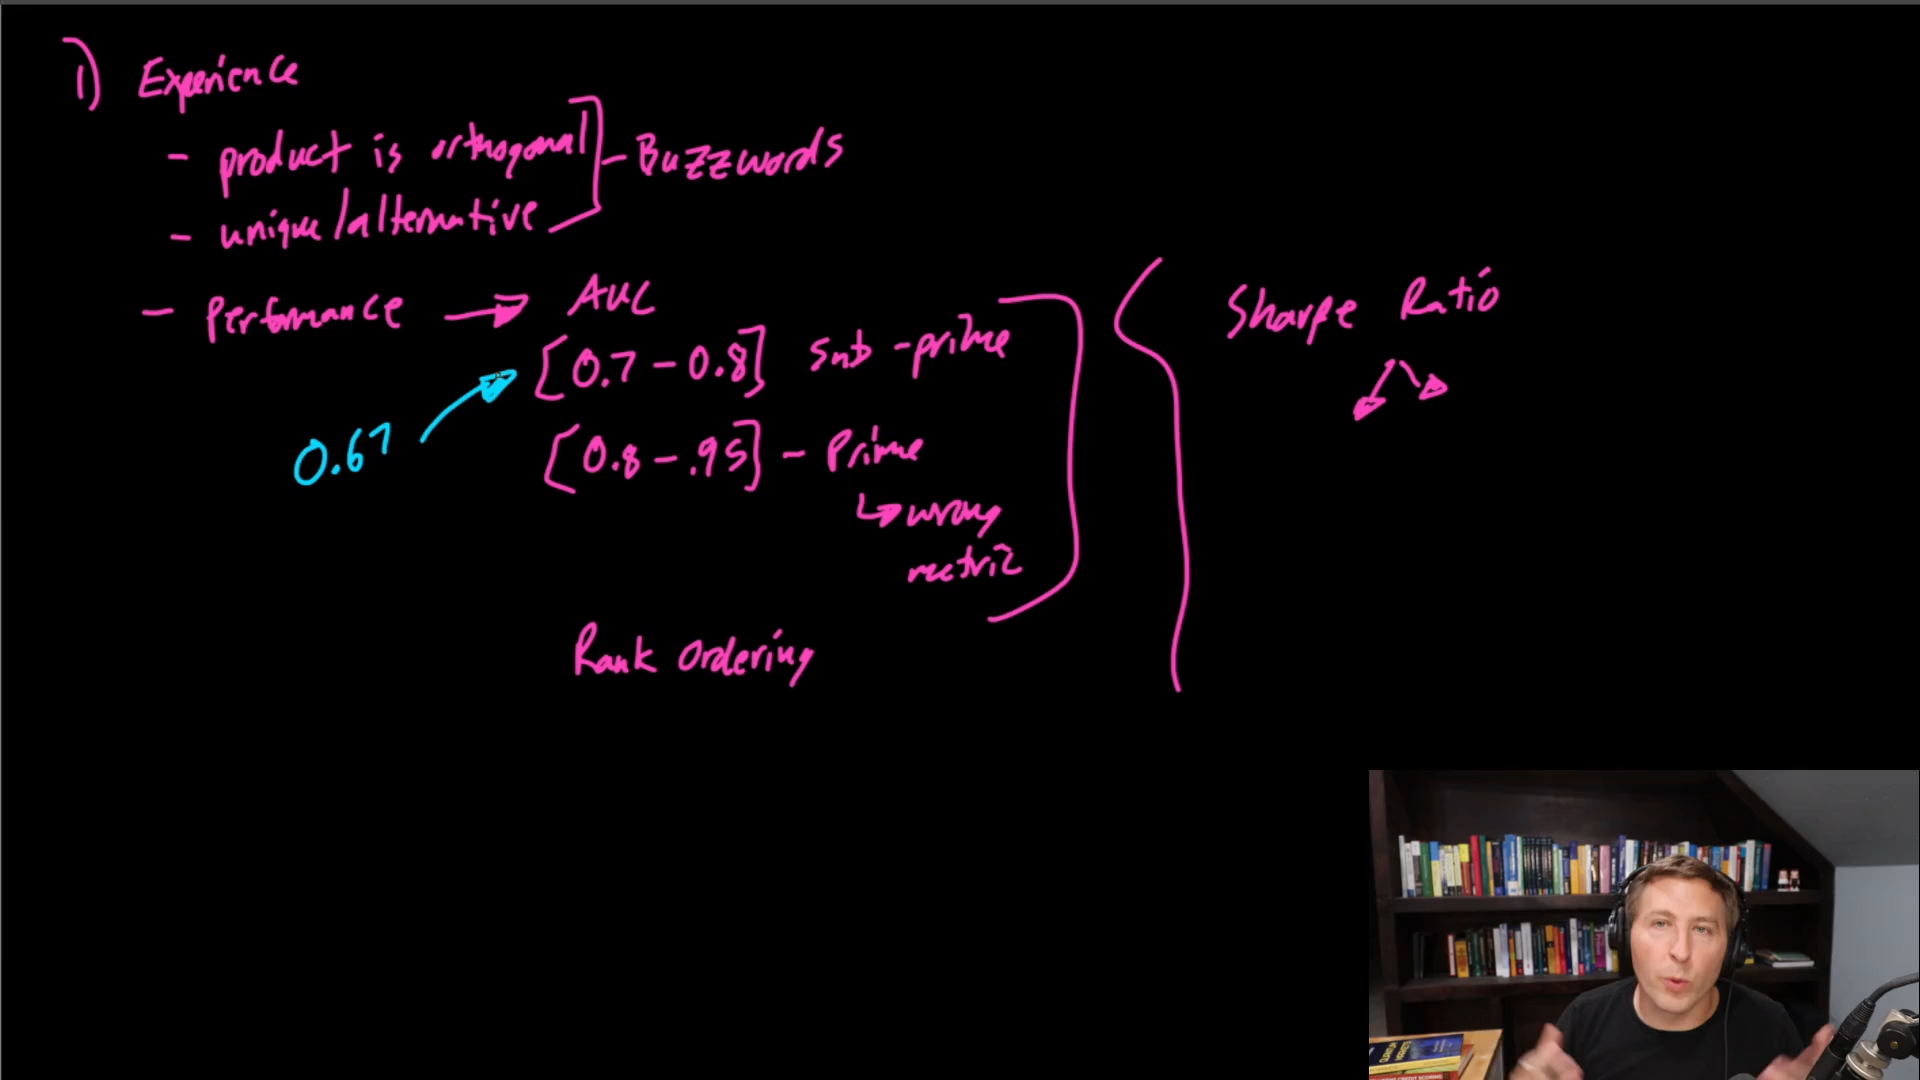 1) Experience
- product is orthogonal
- Buzzwords
- unique/alternative
- Performance → AUC
[0.7 - 0.8] sub-prime
0.67
[0.8 - .95] - Prime
↳ wrong
metric
Rank Ordering
Sharpe Ratio
QUANTUM